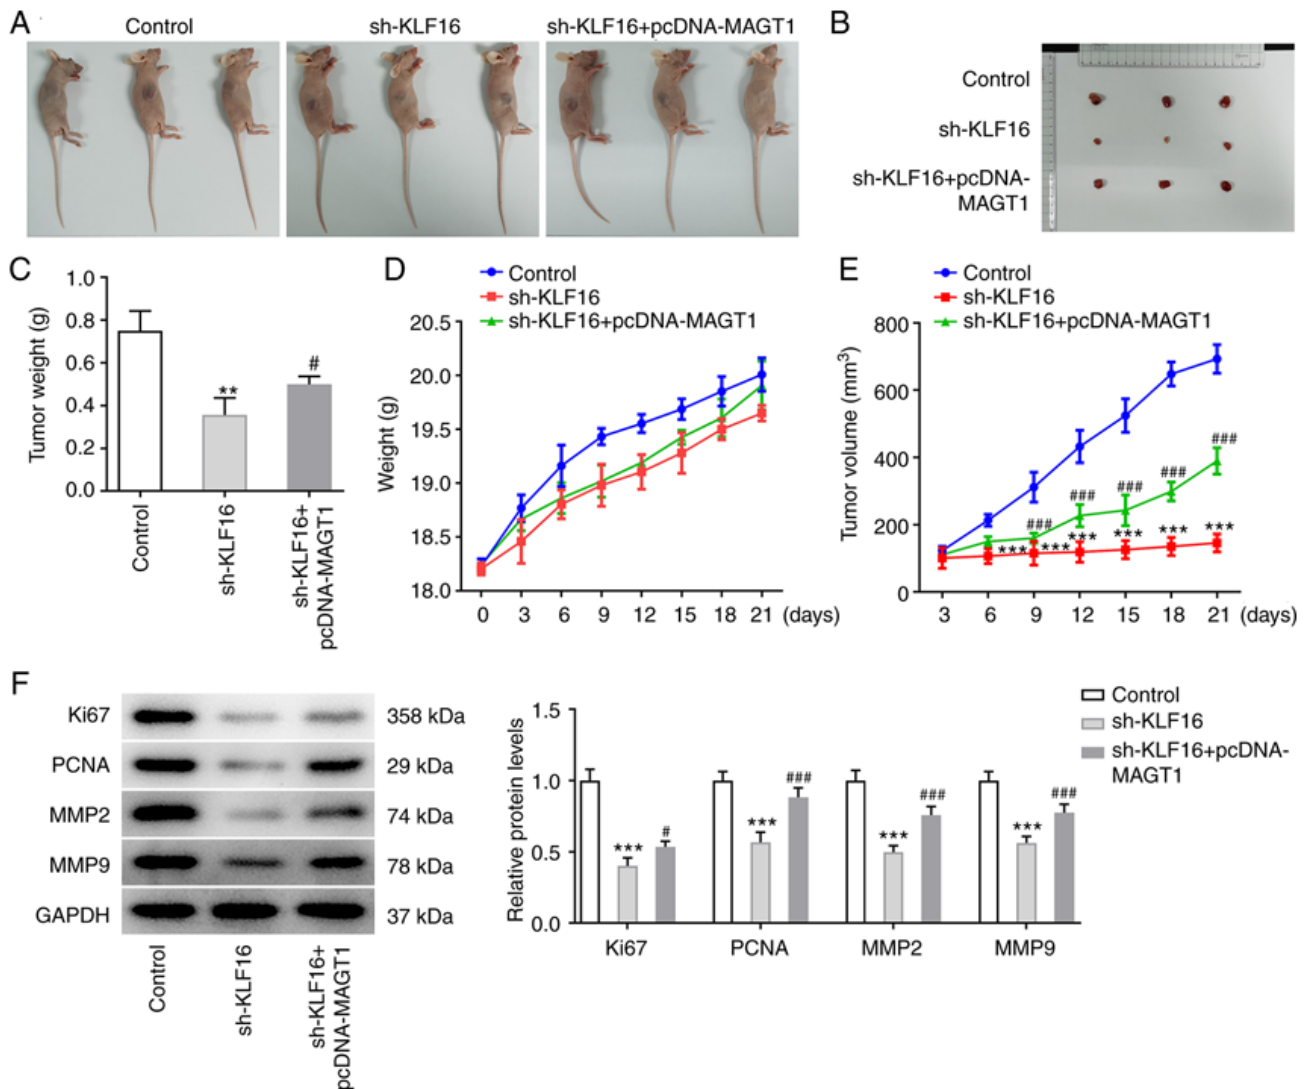 A
Control
sh-KLF16
sh-KLF16+pcDNA-MAGT1
B
Control
sh-KLF16
sh-KLF16+pcDNA-
MAGT1
C
Tumor weight (g)
1.0
0.8
0.6
0.4
0.2
0.0
**
#
Control
sh-KLF16
sh-KLF16+
pcDNA-MAGT1
D
Control
sh-KLF16
sh-KLF16+pcDNA-MAGT1
Weight (g)
20.5
20.0
19.5
19.0
18.5
18.0
0 3 6 9 12 15 18 21 (days)
E
Control
sh-KLF16
sh-KLF16+pcDNA-MAGT1
Tumor volume (mm³)
800
600
400
200
0
### ### ### ### ###
*** *** *** *** *** ***
3 6 9 12 15 18 21 (days)
F
Ki67 358 kDa
PCNA 29 kDa
MMP2 74 kDa
MMP9 78 kDa
GAPDH 37 kDa
Control
sh-KLF16
sh-KLF16+
pcDNA-MAGT1
Control
sh-KLF16
sh-KLF16+pcDNA-
MAGT1
Relative protein levels
1.5
1.0
0.5
0.0
*** # *** ### *** ### *** ###
Ki67 PCNA MMP2 MMP9